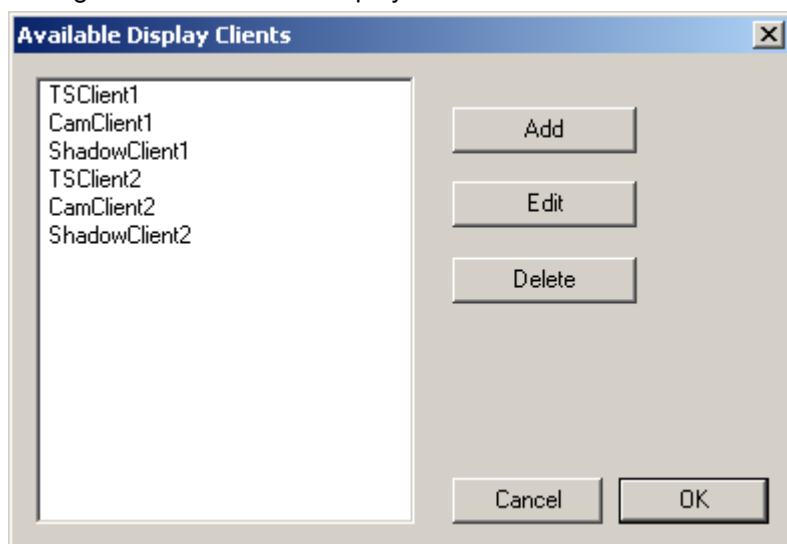 Available Display Clients
TSClient1
CamClient1
ShadowClient1
TSClient2
CamClient2
ShadowClient2
Add
Edit
Delete
Cancel
OK